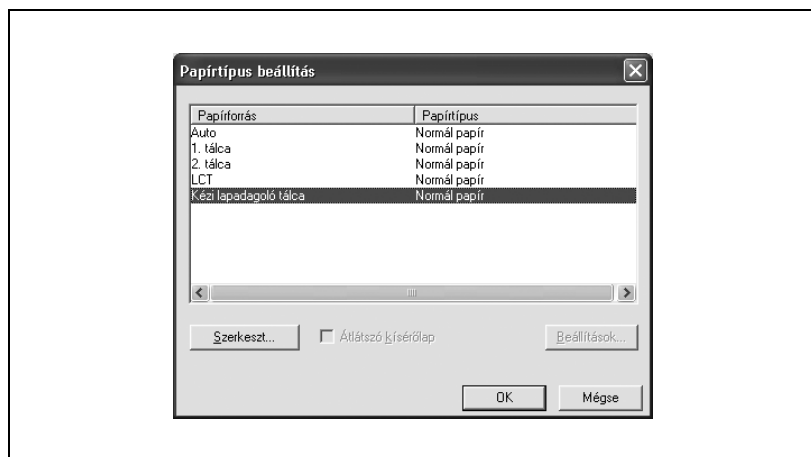 Papírtípus beállítás
Papírforrás Papírtípus
Auto Normál papír
1. tálca Normál papír
2. tálca Normál papír
LCT Normál papír
Kézi lapadagoló tálca Normál papír
Szerkeszt... Átlátszó kísérőlap Beállítások...
OK Mégse